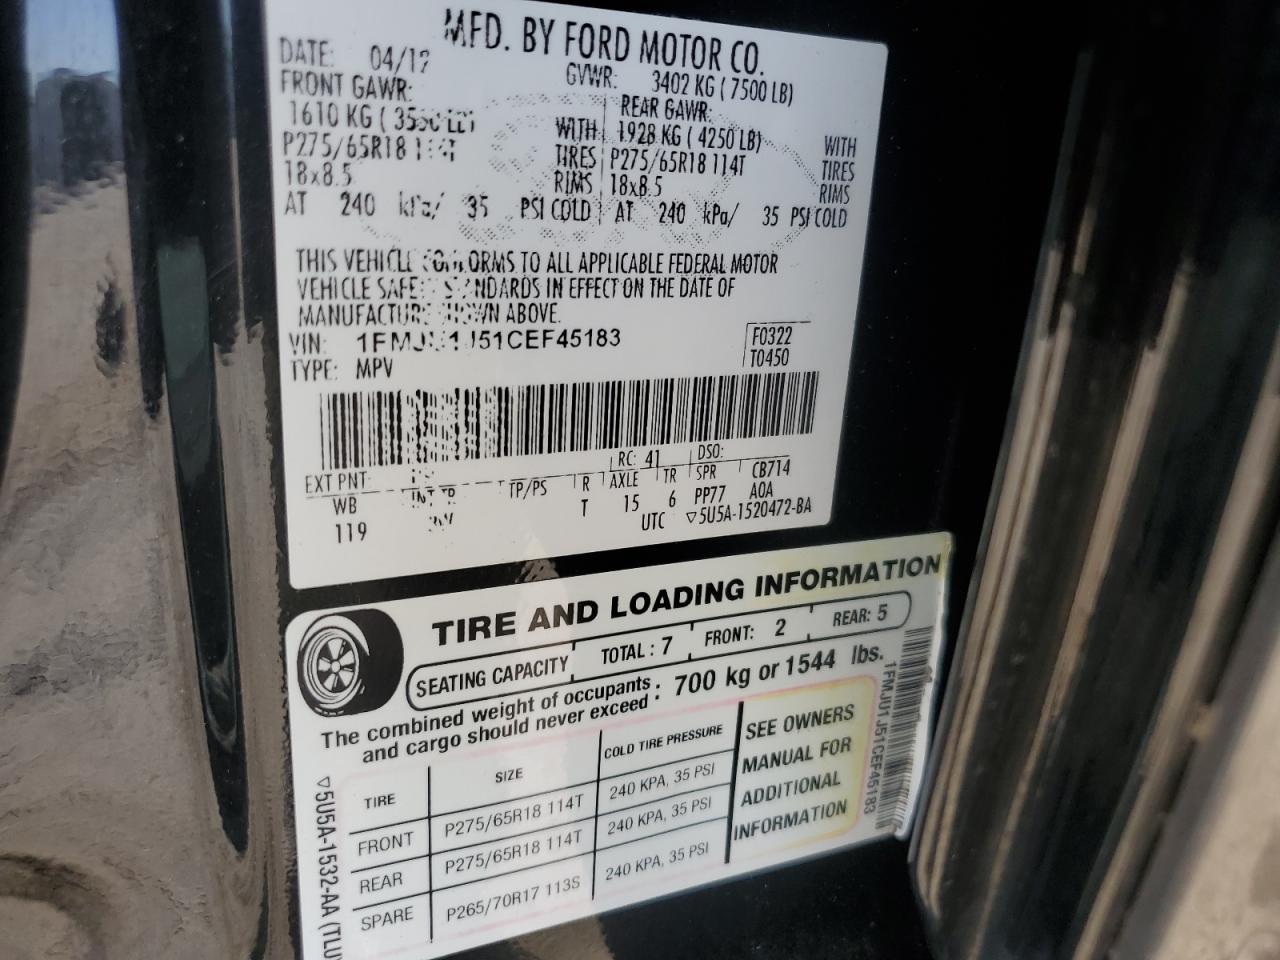 MFD. BY FORD MOTOR CO.
DATE: 04/12 GVWR: 3402 KG ( 7500 LB)
FRONT GAWR: REAR GAWR:
1610 KG ( WITH 1928 KG ( 4250 LB) WITH
P275/65R18 TIRES P275/65R18 114T TIRES
18x8.5 RIMS 18x8.5 RIMS
AT 240 kPa/ 35 PSI COLD AT 240 kPa/ 35 PSI COLD
THIS VEHICLE CONFORMS TO ALL APPLICABLE FEDERAL MOTOR
VEHICLE SAFETY STANDARDS IN EFFECT ON THE DATE OF
MANUFACTURE SHOWN ABOVE.
VIN: 1FMJU1J51CEF45183 F0322
TYPE: MPV T0450
EXT PNT: RC: 41 DSO:
WB INT TR TP/PS R AXLE TR SPR CB714
119 T 15 6 PP77 A0A
UTC ▽5U5A-1520472-BA
TIRE AND LOADING INFORMATION
SEATING CAPACITY TOTAL : 7 FRONT: 2 REAR: 5
The combined weight of occupants and cargo should never exceed : 700 kg or 1544 lbs.
TIRE SIZE COLD TIRE PRESSURE
FRONT P275/65R18 114T 240 KPA, 35 PSI
REAR P275/65R18 114T 240 KPA, 35 PSI
SPARE P265/70R17 113S 240 KPA, 35 PSI
SEE OWNERS
MANUAL FOR
ADDITIONAL
INFORMATION
1FMJU1J51CEF45183
▽5U5A-1532-AA (TLU